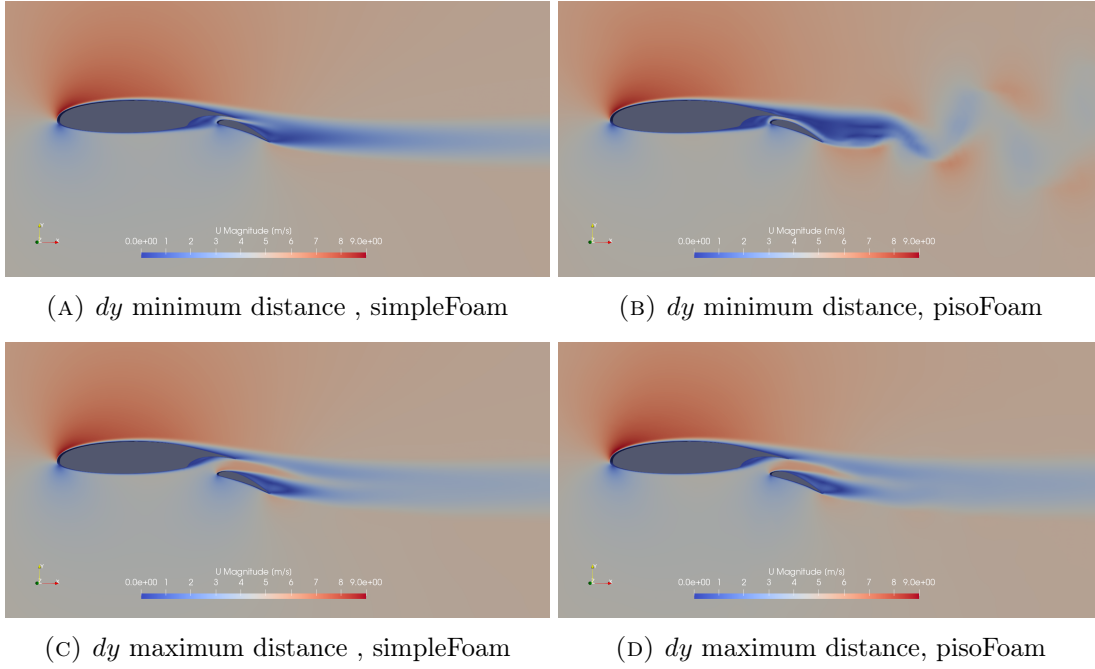 U Magnitude (m/s)
0.0e+00 1 2 3 4 5 6 7 8 9.0e+00
U Magnitude (m/s)
0.0e+00 1 2 3 4 5 6 7 8 9.0e+00
(A) dy minimum distance , simpleFoam
(B) dy minimum distance, pisoFoam
U Magnitude (m/s)
0.0e+00 1 2 3 4 5 6 7 8 9.0e+00
U Magnitude (m/s)
0.0e+00 1 2 3 4 5 6 7 8 9.0e+00
(C) dy maximum distance , simpleFoam
(D) dy maximum distance, pisoFoam